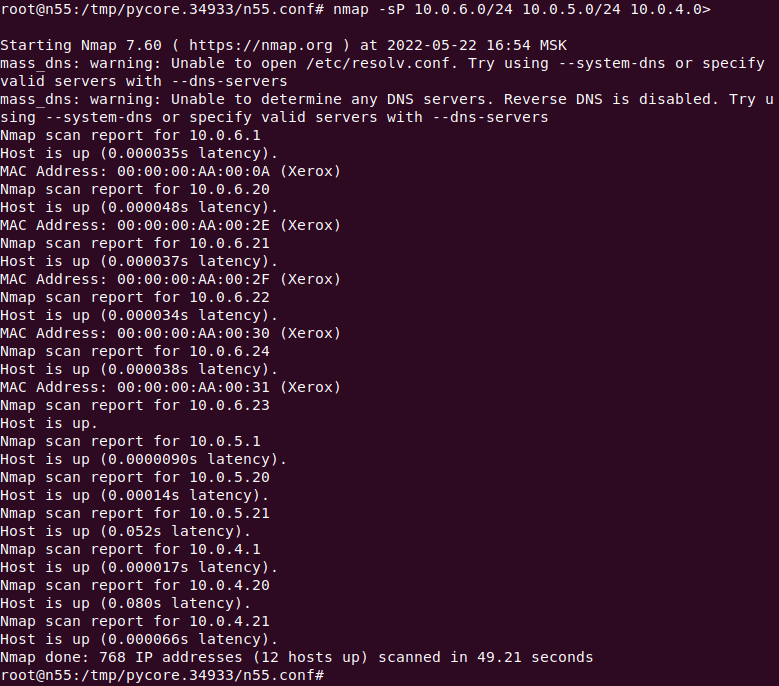 root@n55:/tmp/pycore.34933/n55.conf# nmap -sP 10.0.6.0/24 10.0.5.0/24 10.0.4.0>
Starting Nmap 7.60 ( https://nmap.org ) at 2022-05-22 16:54 MSK
mass_dns: warning: Unable to open /etc/resolv.conf. Try using --system-dns or specify
valid servers with --dns-servers
mass_dns: warning: Unable to determine any DNS servers. Reverse DNS is disabled. Try u
sing --system-dns or specify valid servers with --dns-servers
Nmap scan report for 10.0.6.1
Host is up (0.000035s latency).
MAC Address: 00:00:00:AA:00:0A (Xerox)
Nmap scan report for 10.0.6.20
Host is up (0.000048s latency).
MAC Address: 00:00:00:AA:00:2E (Xerox)
Nmap scan report for 10.0.6.21
Host is up (0.000037s latency).
MAC Address: 00:00:00:AA:00:2F (Xerox)
Nmap scan report for 10.0.6.22
Host is up (0.000034s latency).
MAC Address: 00:00:00:AA:00:30 (Xerox)
Nmap scan report for 10.0.6.24
Host is up (0.000038s latency).
MAC Address: 00:00:00:AA:00:31 (Xerox)
Nmap scan report for 10.0.6.23
Host is up.
Nmap scan report for 10.0.5.1
Host is up (0.0000090s latency).
Nmap scan report for 10.0.5.20
Host is up (0.00014s latency).
Nmap scan report for 10.0.5.21
Host is up (0.052s latency).
Nmap scan report for 10.0.4.1
Host is up (0.000017s latency).
Nmap scan report for 10.0.4.20
Host is up (0.080s latency).
Nmap scan report for 10.0.4.21
Host is up (0.000066s latency).
Nmap done: 768 IP addresses (12 hosts up) scanned in 49.21 seconds
root@n55:/tmp/pycore.34933/n55.conf#